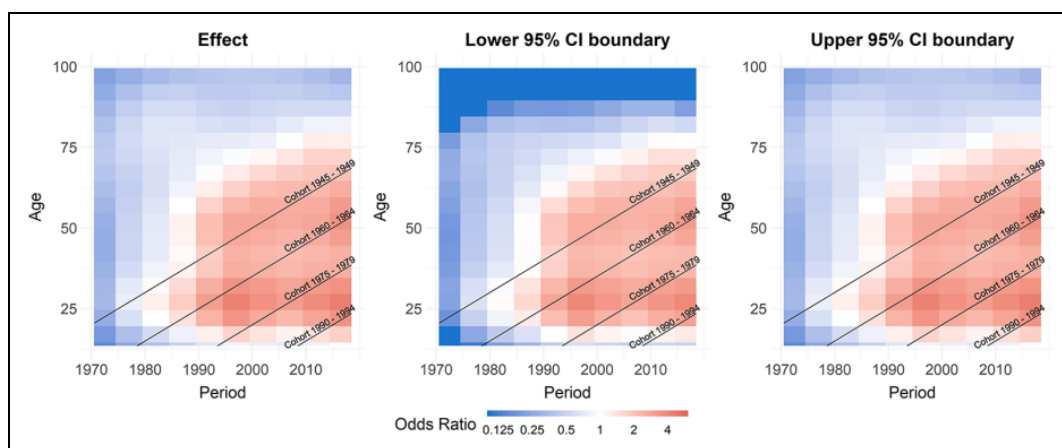 Effect
Lower 95% CI boundary
Upper 95% CI boundary
Age
100
75
50
25
Cohort 1945 - 1949
Cohort 1960 - 1964
Cohort 1975 - 1979
Cohort 1990 - 1994
1970 1980 1990 2000 2010
Period
Age
100
75
50
25
Cohort 1945 - 1949
Cohort 1960 - 1964
Cohort 1975 - 1979
Cohort 1990 - 1994
1970 1980 1990 2000 2010
Period
Age
100
75
50
25
Cohort 1945 - 1949
Cohort 1960 - 1964
Cohort 1975 - 1979
Cohort 1990 - 1994
1970 1980 1990 2000 2010
Period
Odds Ratio
0.125 0.25 0.5 1 2 4